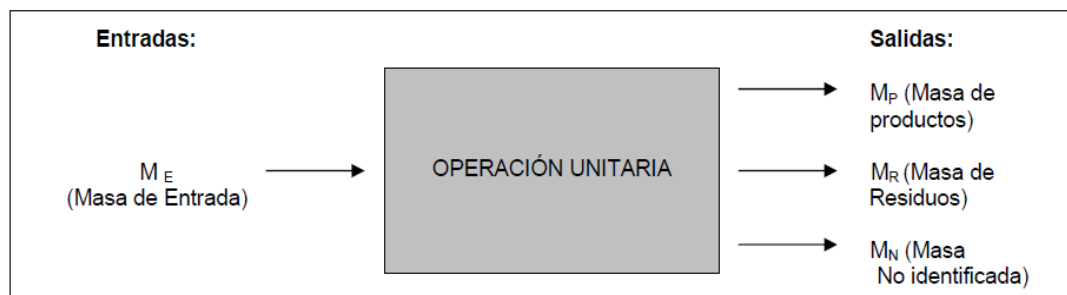 Entradas:
Salidas:
M E
(Masa de Entrada)
OPERACIÓN UNITARIA
MP (Masa de
productos)
MR (Masa de
Residuos)
MN (Masa
No identificada)